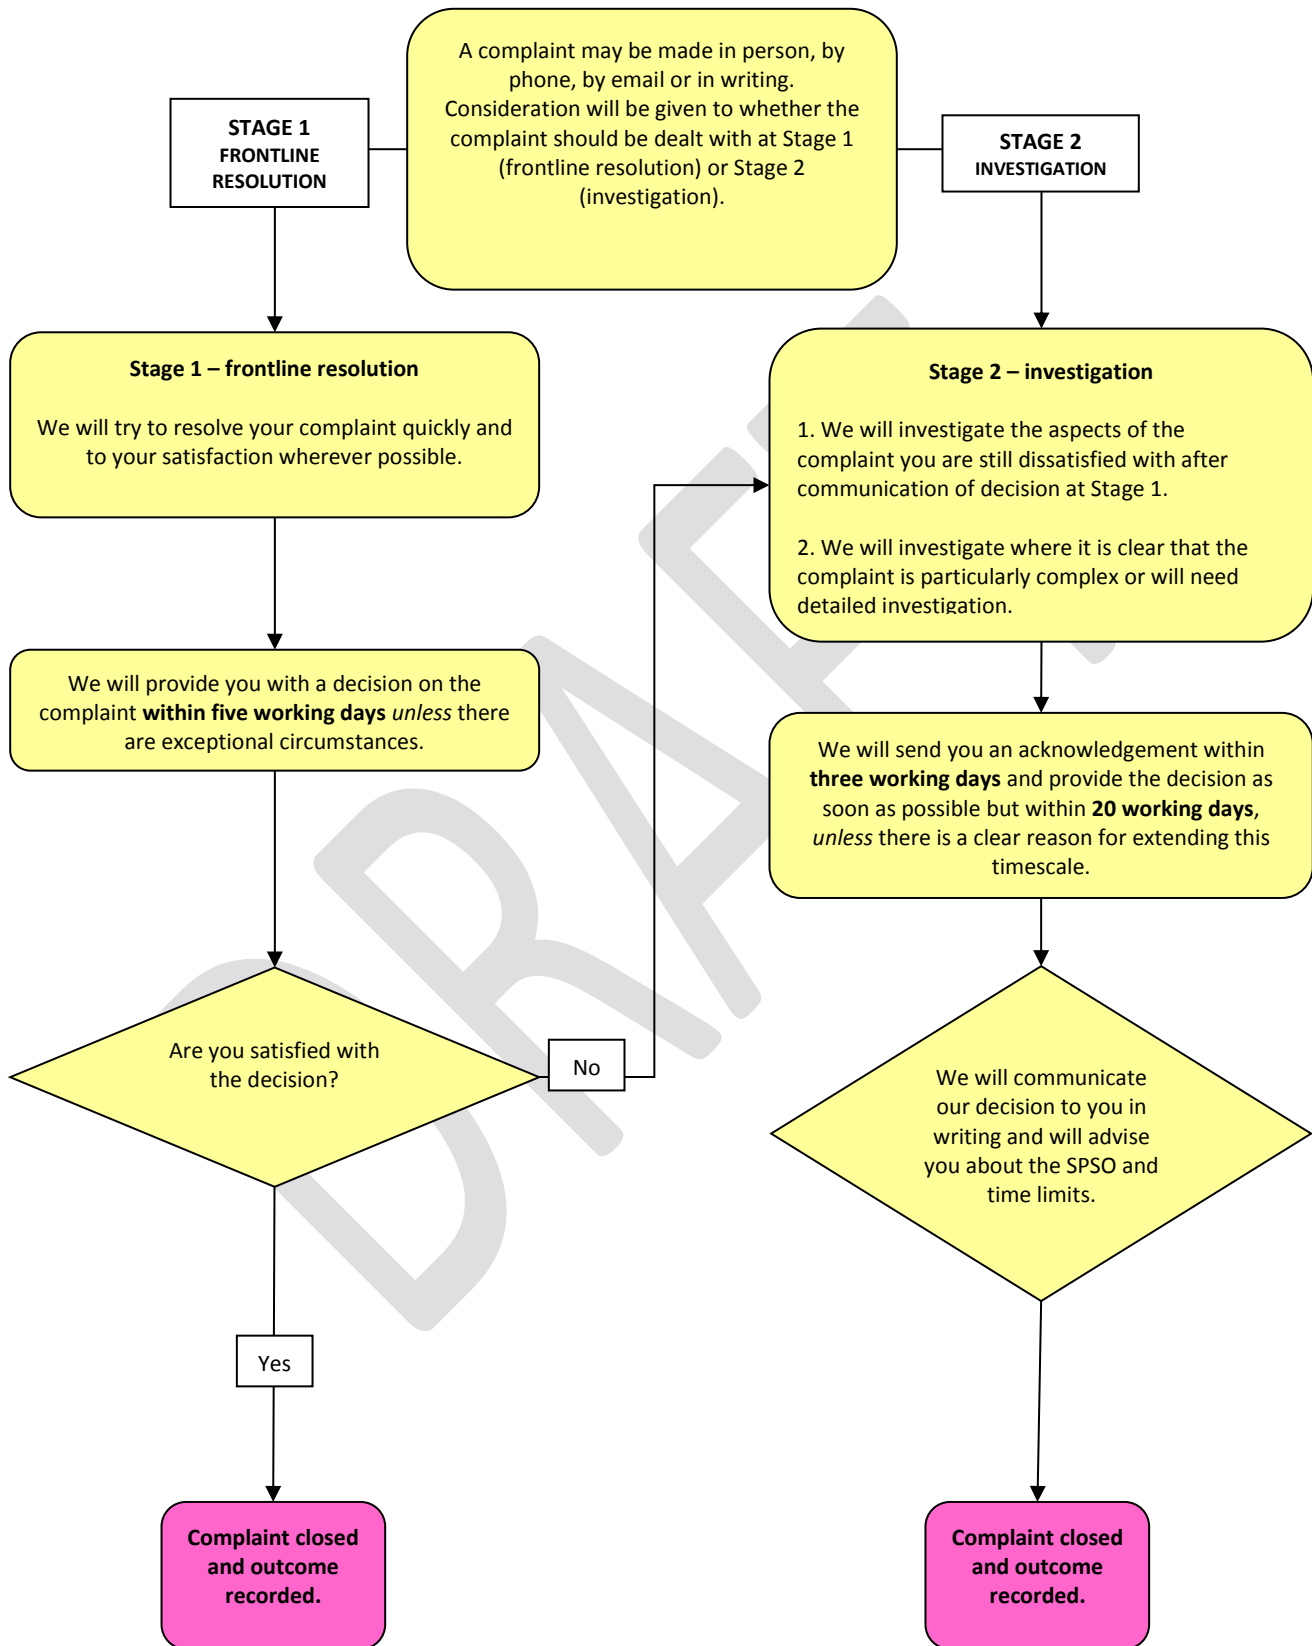 A complaint may be made in person, by
phone, by email or in writing.
Consideration will be given to whether the
complaint should be dealt with at Stage 1
(frontline resolution) or Stage 2
(investigation).
STAGE 1
FRONTLINE
RESOLUTION
STAGE 2
INVESTIGATION
Stage 1 – frontline resolution
We will try to resolve your complaint quickly and
to your satisfaction wherever possible.
Stage 2 – investigation
1. We will investigate the aspects of the
complaint you are still dissatisfied with after
communication of decision at Stage 1.
2. We will investigate where it is clear that the
complaint is particularly complex or will need
detailed investigation.
We will provide you with a decision on the
complaint within five working days unless there
are exceptional circumstances.
We will send you an acknowledgement within
three working days and provide the decision as
soon as possible but within 20 working days,
unless there is a clear reason for extending this
timescale.
Are you satisfied with
the decision?
No
We will communicate
our decision to you in
writing and will advise
you about the SPSO and
time limits.
Yes
Complaint closed
and outcome
recorded.
Complaint closed
and outcome
recorded.
DRAFT